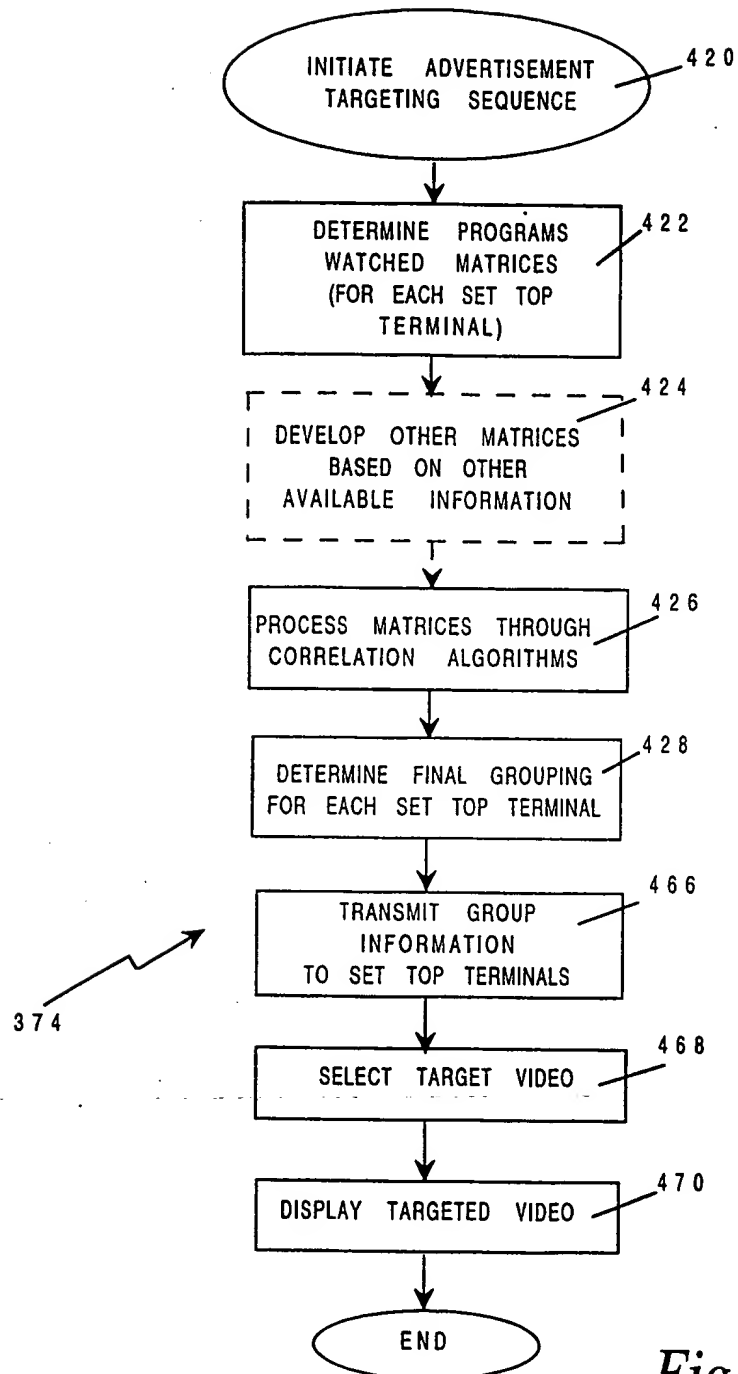 INITIATE ADVERTISEMENT
TARGETING SEQUENCE
420
DETERMINE PROGRAMS
WATCHED MATRICES
(FOR EACH SET TOP
TERMINAL)
422
424
DEVELOP OTHER MATRICES
BASED ON OTHER
AVAILABLE INFORMATION
426
PROCESS MATRICES THROUGH
CORRELATION ALGORITHMS
428
DETERMINE FINAL GROUPING
FOR EACH SET TOP TERMINAL
466
TRANSMIT GROUP
INFORMATION
TO SET TOP TERMINALS
374
468
SELECT TARGET VIDEO
470
DISPLAY TARGETED VIDEO
END
Fig